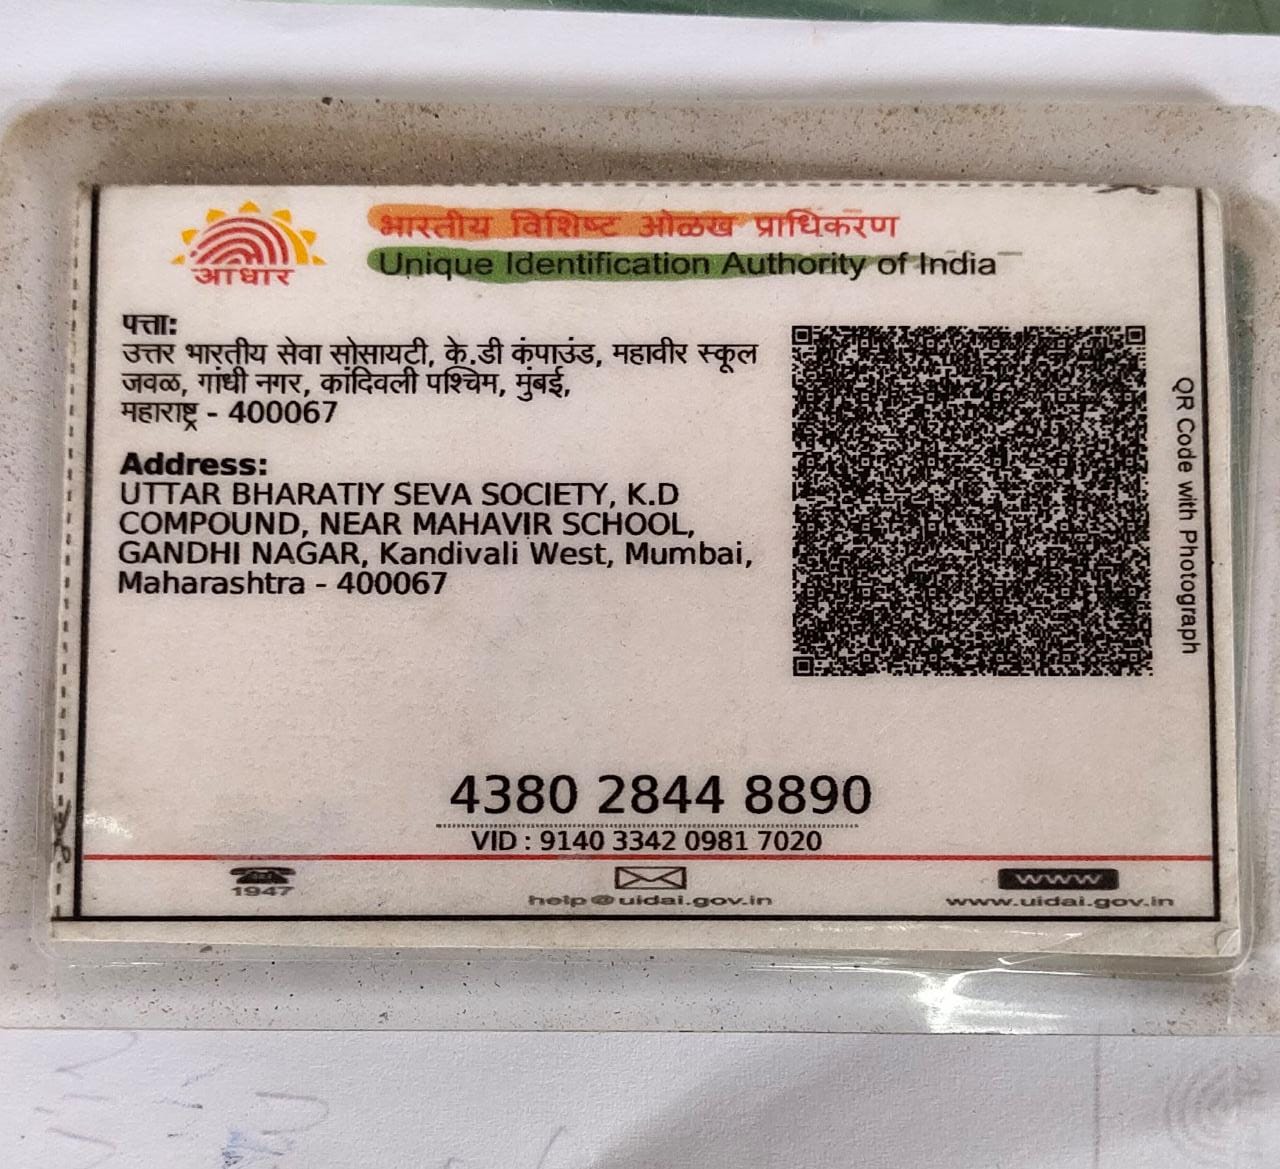 आधार
भारतीय विशिष्ट ओळख प्राधिकरण
Unique Identification Authority of India
पत्ता:
उत्तर भारतीय सेवा सोसायटी, के.डी कंपाउंड, महावीर स्कूल
जवळ, गांधी नगर, कांदिवली पश्चिम, मुंबई,
महाराष्ट्र - 400067
Address:
UTTAR BHARATIY SEVA SOCIETY, K.D
COMPOUND, NEAR MAHAVIR SCHOOL,
GANDHI NAGAR, Kandivali West, Mumbai,
Maharashtra - 400067
QR Code with Photograph
4380 2844 8890
VID : 9140 3342 0981 7020
1947
help@uidai.gov.in
www
www.uidai.gov.in